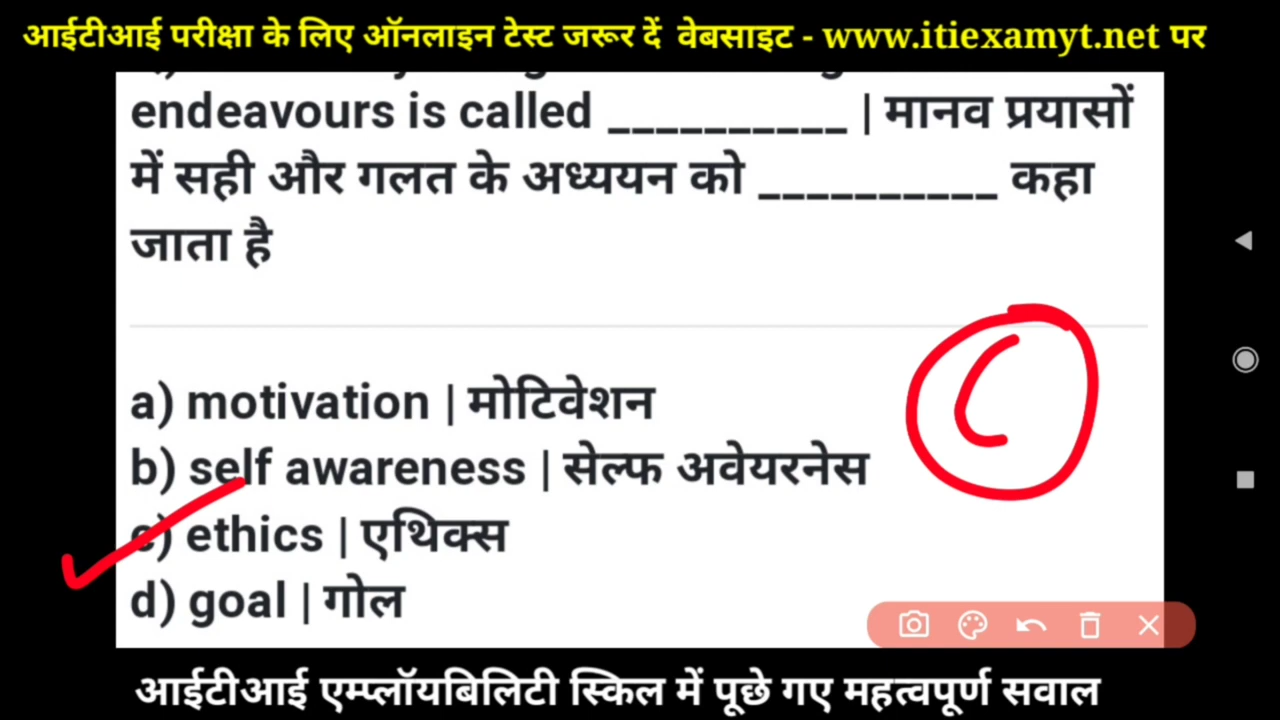 आईटीआई परीक्षा के लिए ऑनलाइन टेस्ट जरूर दें वेबसाइट - www.itiexamyt.net पर
endeavours is called __________ | मानव प्रयासों
में सही और गलत के अध्ययन को __________ कहा
जाता है
a) motivation | मोटिवेशन
b) self awareness | सेल्फ अवेयरनेस
c) ethics | एथिक्स
d) goal | गोल
C
आईटीआई एम्प्लॉयबिलिटी स्किल में पूछे गए महत्वपूर्ण सवाल